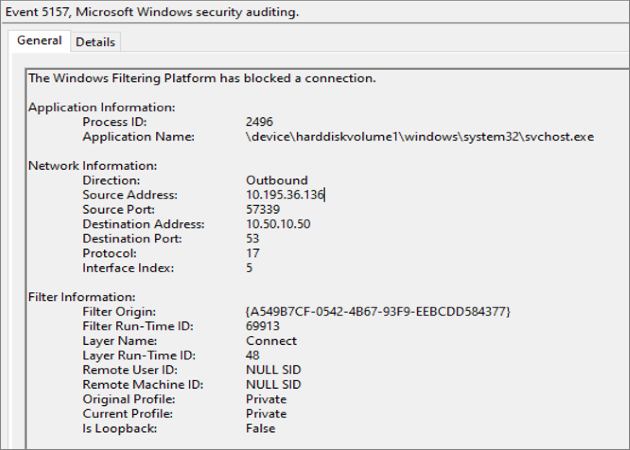 Event 5157, Microsoft Windows security auditing.
General Details
The Windows Filtering Platform has blocked a connection.
Application Information:
Process ID: 2496
Application Name: \device\harddiskvolume1\windows\system32\svchost.exe
Network Information:
Direction: Outbound
Source Address: 10.195.36.136
Source Port: 57339
Destination Address: 10.50.10.50
Destination Port: 53
Protocol: 17
Interface Index: 5
Filter Information:
Filter Origin: {A549B7CF-0542-4B67-93F9-EEBCDD584377}
Filter Run-Time ID: 69913
Layer Name: Connect
Layer Run-Time ID: 48
Remote User ID: NULL SID
Remote Machine ID: NULL SID
Original Profile: Private
Current Profile: Private
Is Loopback: False